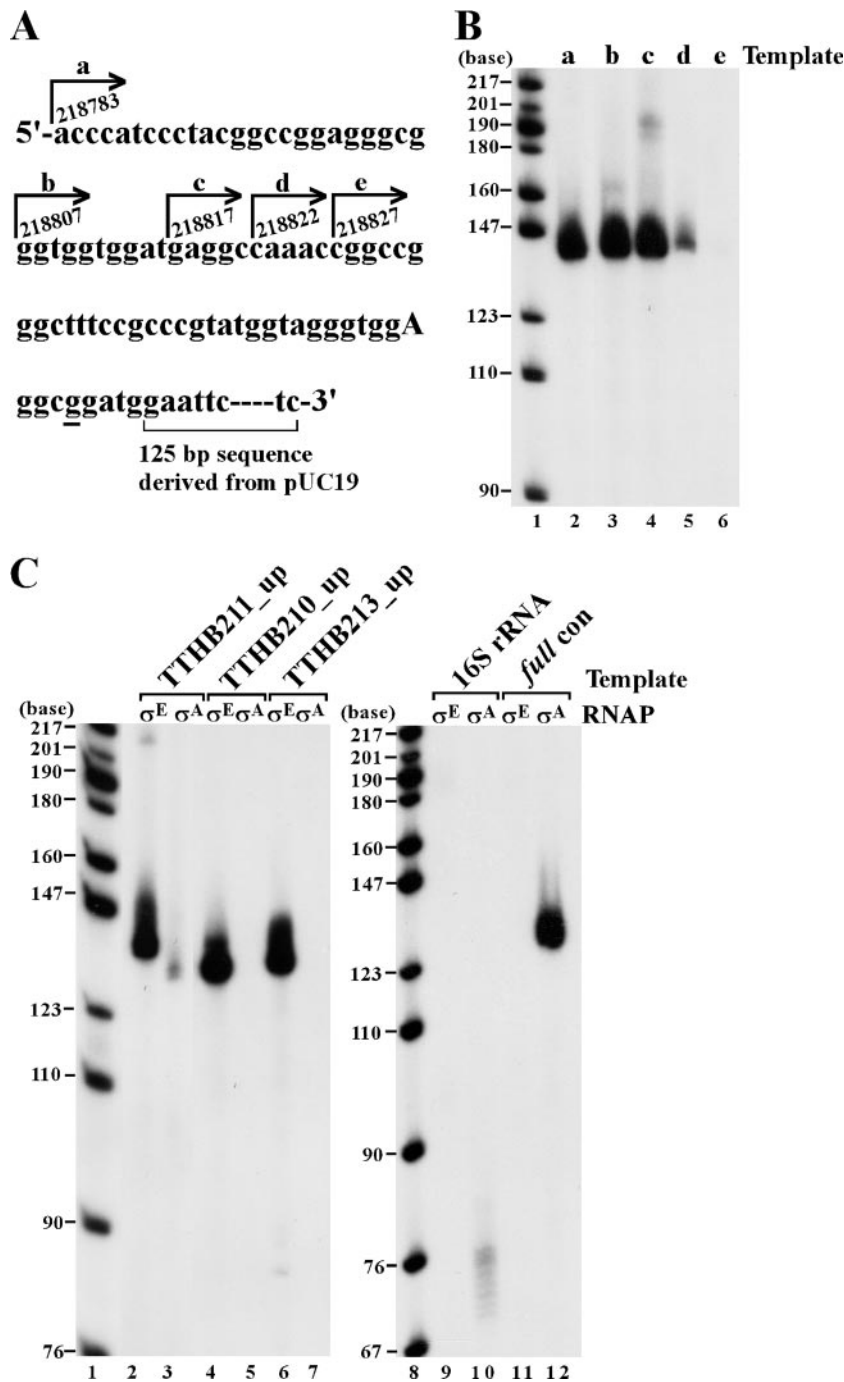 A
a
218783
5'-acccatccctacggccggagggcg
b c d e
218807 218817 218822 218827
ggtggtggatgaggccaaaccggccg
ggctttccgcccgtatggtagggtggA
ggcggatggaattc----tc-3'
125 bp sequence
derived from pUC19
B
(base) a b c d e Template
217
201
190
180
160
147
123
110
90
1 2 3 4 5 6
C
TTHB211_up TTHB210_up TTHB213_up
(base) σE σA σE σA σE σA
217
201
190
180
160
147
123
110
90
76
1 2 3 4 5 6 7
16S rRNA full con Template
(base) σE σA σE σA RNAP
217
201
190
180
160
147
123
110
90
76
67
8 9 10 11 12